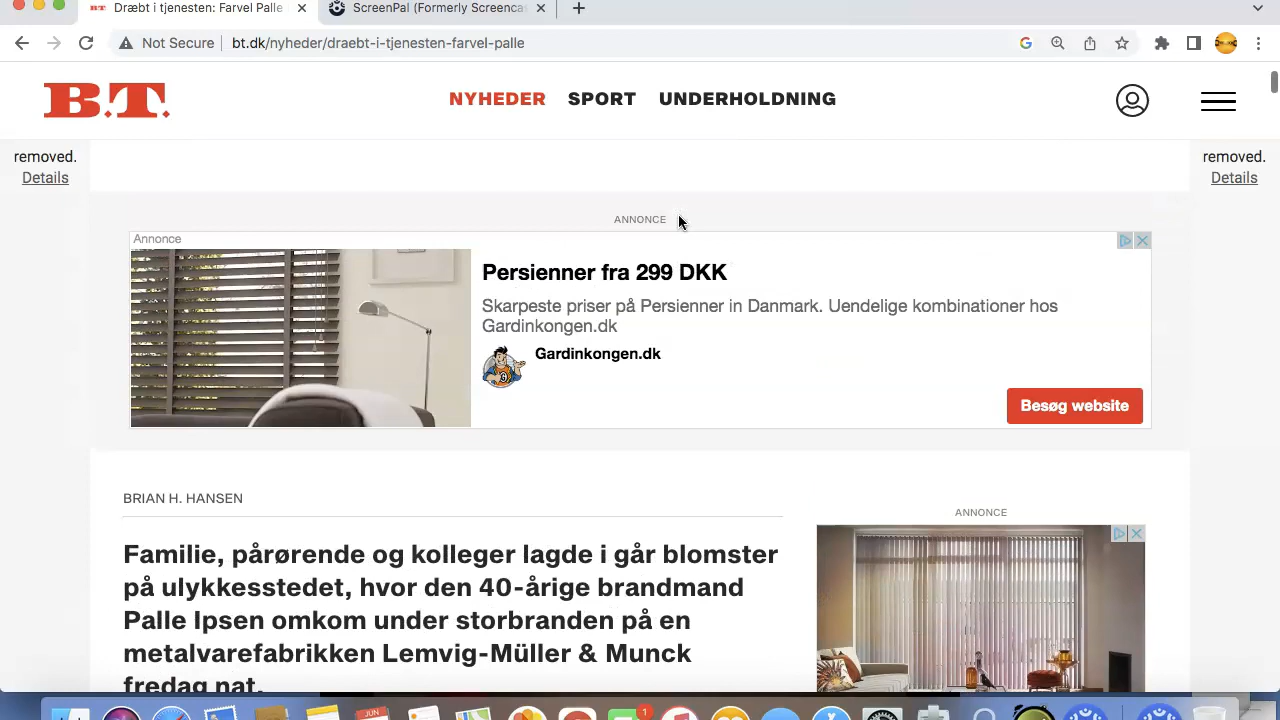 Dræbt i tjenesten: Farvel Palle
ScreenPal (Formerly Screencas
Not Secure
bt.dk/nyheder/draebt-i-tjenesten-farvel-palle
B.T.
NYHEDER
SPORT
UNDERHOLDNING
removed.
Details
removed.
Details
ANNONCE
Annonce
Persienner fra 299 DKK
Skarpeste priser på Persienner in Danmark. Uendelige kombinationer hos
Gardinkongen.dk
Gardinkongen.dk
Besøg website
BRIAN H. HANSEN
Familie, pårørende og kolleger lagde i går blomster
på ulykkesstedet, hvor den 40-årige brandmand
Palle Ipsen omkom under storbranden på en
metalvarefabrikken Lemvig-Müller & Munck
fredag nat.
ANNONCE
JUN
1